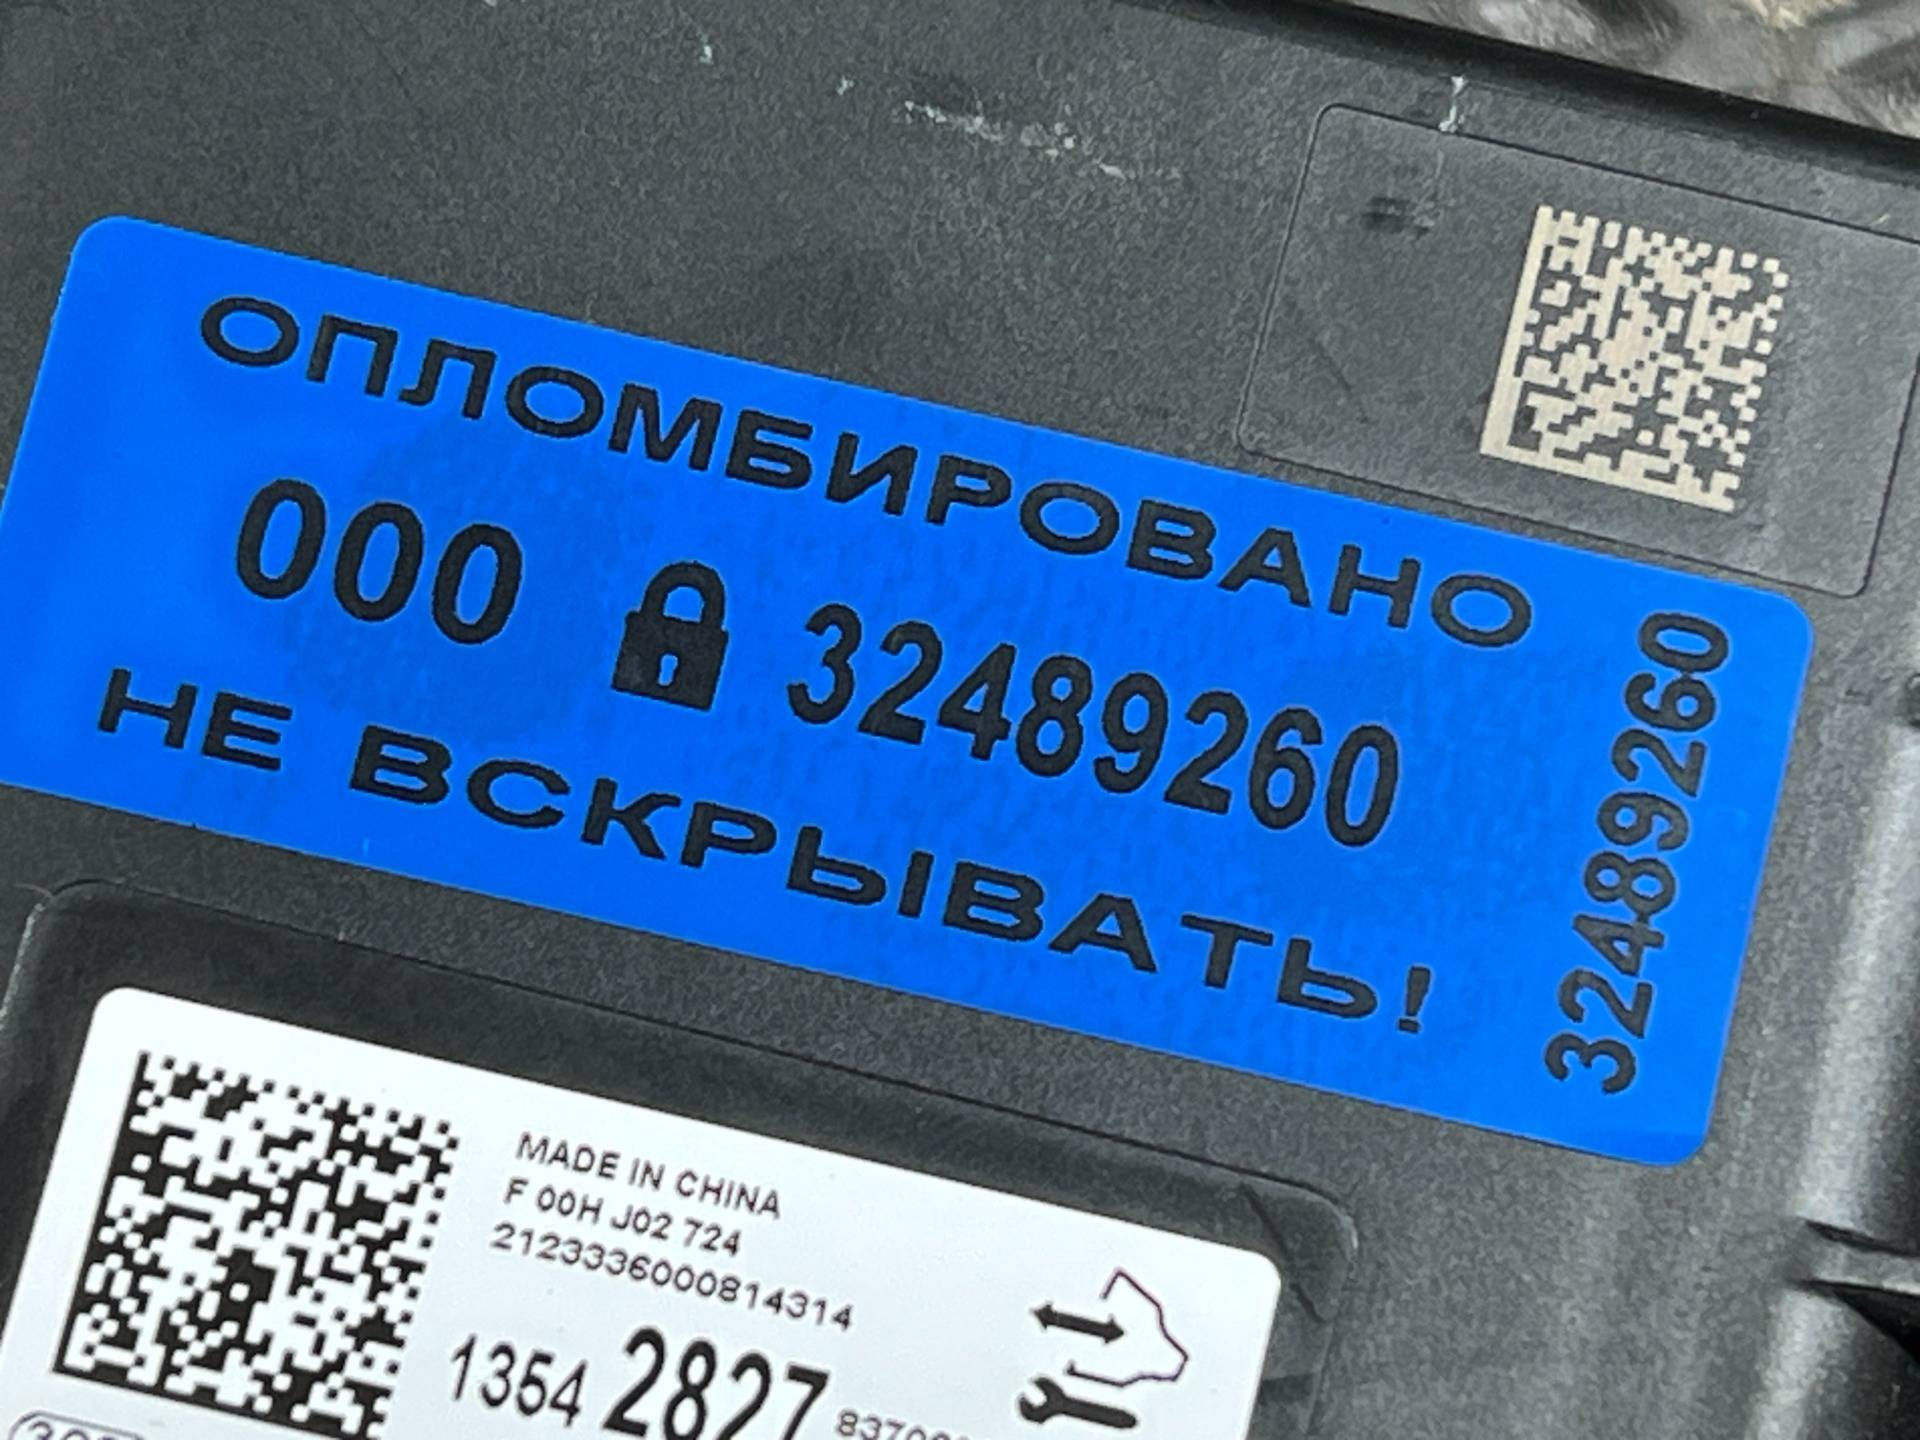 ОПЛОМБИРОВАНО
000 32489260
НЕ ВСКРЫВАТЬ!
32489260
MADE IN CHINA
F 00H J02 724
2123336000814314
1354 2827